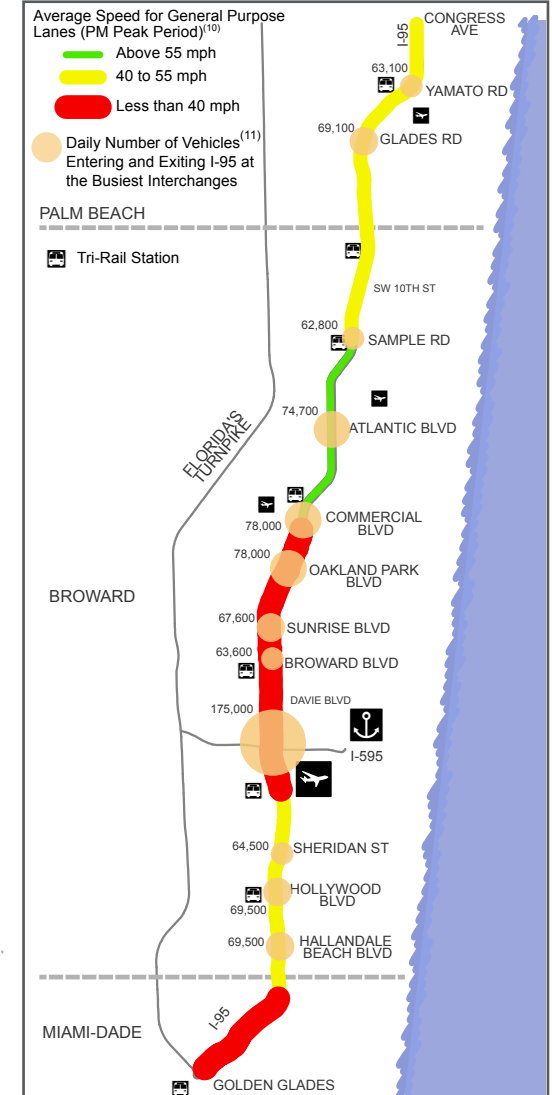 Average Speed for General Purpose
Lanes (PM Peak Period)(10)
Above 55 mph
40 to 55 mph
Less than 40 mph
Daily Number of Vehicles(11)
Entering and Exiting I-95 at
the Busiest Interchanges
CONGRESS
AVE
I-95
63,100
YAMATO RD
69,100
GLADES RD
PALM BEACH
Tri-Rail Station
SW 10TH ST
62,800
SAMPLE RD
74,700
ATLANTIC BLVD
FLORIDA'S
TURNPIKE
78,000
COMMERCIAL
BLVD
78,000
OAKLAND PARK
BLVD
BROWARD
67,600
SUNRISE BLVD
63,600
BROWARD BLVD
DAVIE BLVD
175,000
I-595
64,500
SHERIDAN ST
HOLLYWOOD
BLVD
69,500
69,500
HALLANDALE
BEACH BLVD
MIAMI-DADE
I-95
GOLDEN GLADES